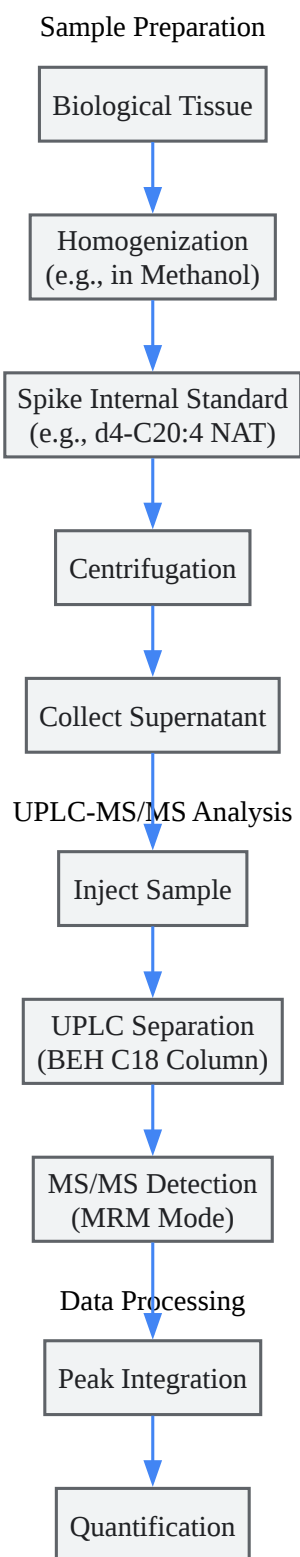 Sample Preparation
Biological Tissue
Homogenization
(e.g., in Methanol)
Spike Internal Standard
(e.g., d4-C20:4 NAT)
Centrifugation
Collect Supernatant
UPLC-MS/MS Analysis
Inject Sample
UPLC Separation
(BEH C18 Column)
MS/MS Detection
(MRM Mode)
Data Processing
Peak Integration
Quantification